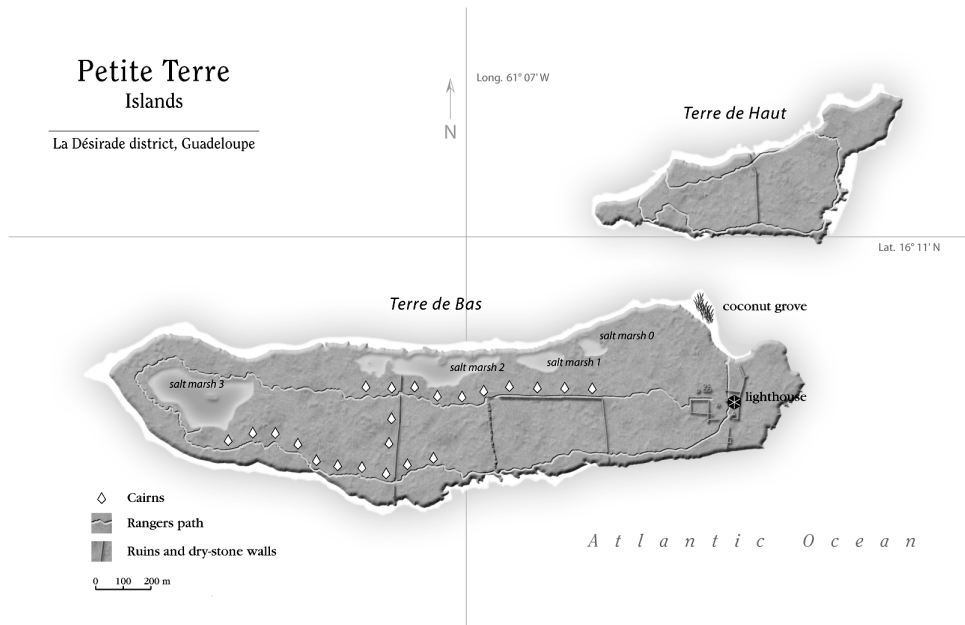 Petite Terre
Islands
La Désirade district, Guadeloupe
Long. 61° 07' W
N
Terre de Haut
Lat. 16° 11' N
Terre de Bas
coconut grove
salt marsh 0
salt marsh 1
salt marsh 2
salt marsh 3
lighthouse
Cairns
Rangers path
Ruins and dry-stone walls
0 100 200 m
Atlantic Ocean